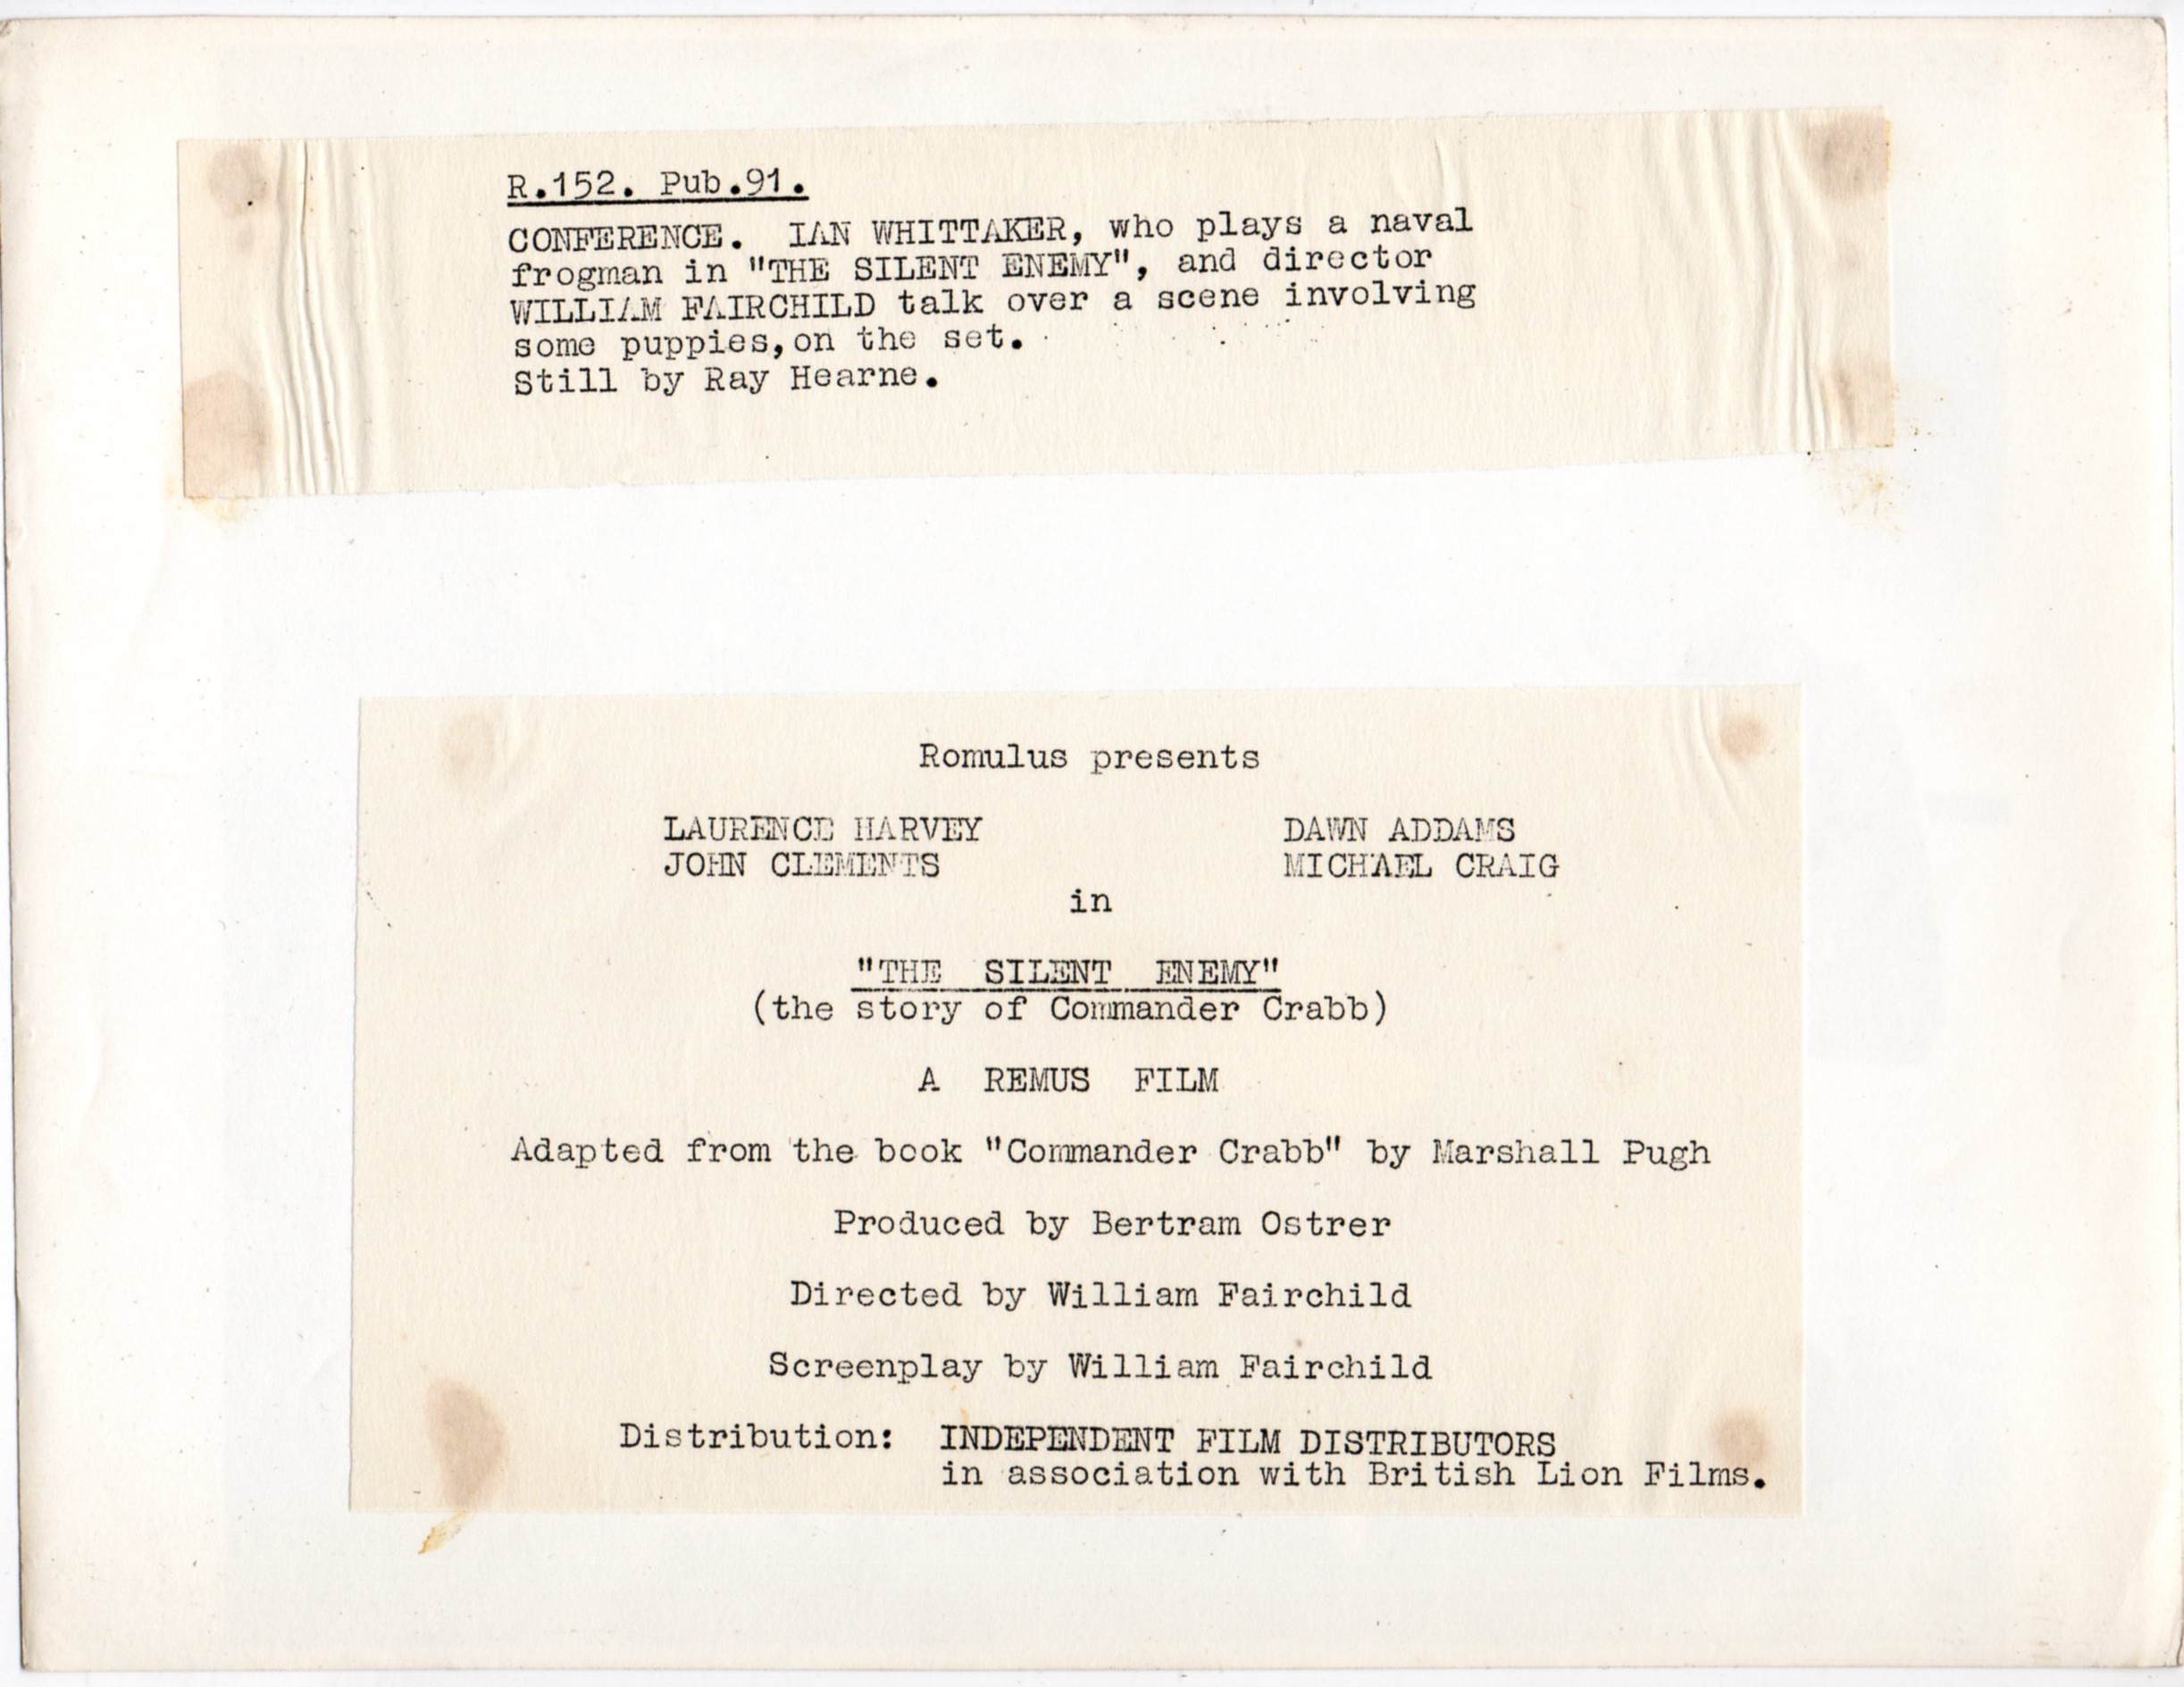 R.152. Pub.91.
CONFERENCE. IAN WHITTAKER, who plays a naval
frogman in "THE SILENT ENEMY", and director
WILLIAM FAIRCHILD talk over a scene involving
some puppies, on the set.
Still by Ray Hearne.
Romulus presents
LAURENCE HARVEY DAWN ADDAMS
JOHN CLEMENTS MICHAEL CRAIG
in
"THE SILENT ENEMY"
(the story of Commander Crabb)
A REMUS FILM
Adapted from the book "Commander Crabb" by Marshall Pugh
Produced by Bertram Ostrer
Directed by William Fairchild
Screenplay by William Fairchild
Distribution: INDEPENDENT FILM DISTRIBUTORS
in association with British Lion Films.